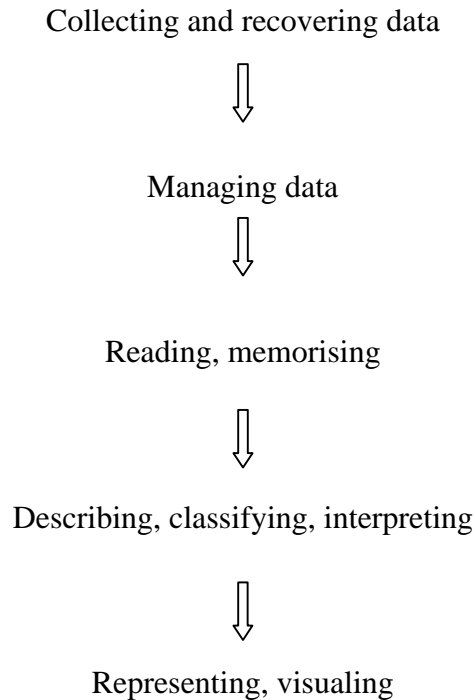 Collecting and recovering data
Managing data
Reading, memorising
Describing, classifying, interpreting
Representing, visualing